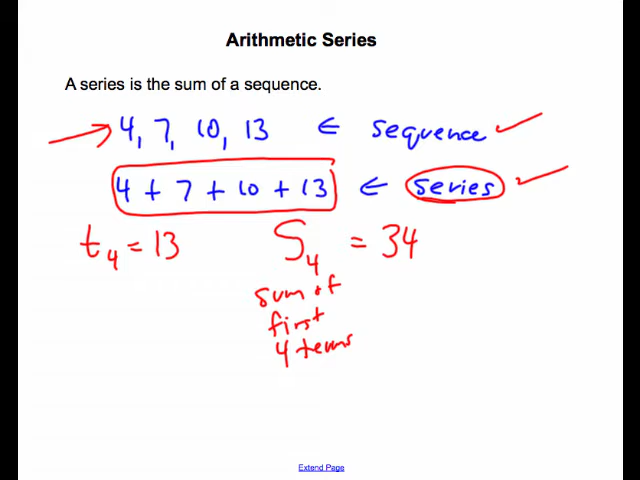 Arithmetic Series
A series is the sum of a sequence.
4, 7, 10, 13 ← sequence
4 + 7 + 10 + 13 ← series
t₄ = 13 S₄ = 34
sum of
first
4 terms
Extend Page